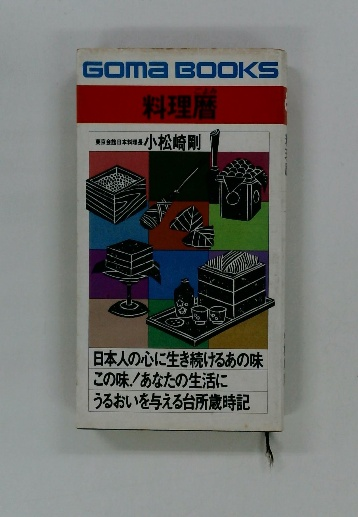 GOMA BOOKS
料理暦
東京会館日本料理長 小松崎剛
日本人の心に生き続けるあの味
この味!あなたの生活に
うるおいを与える台所歳時記